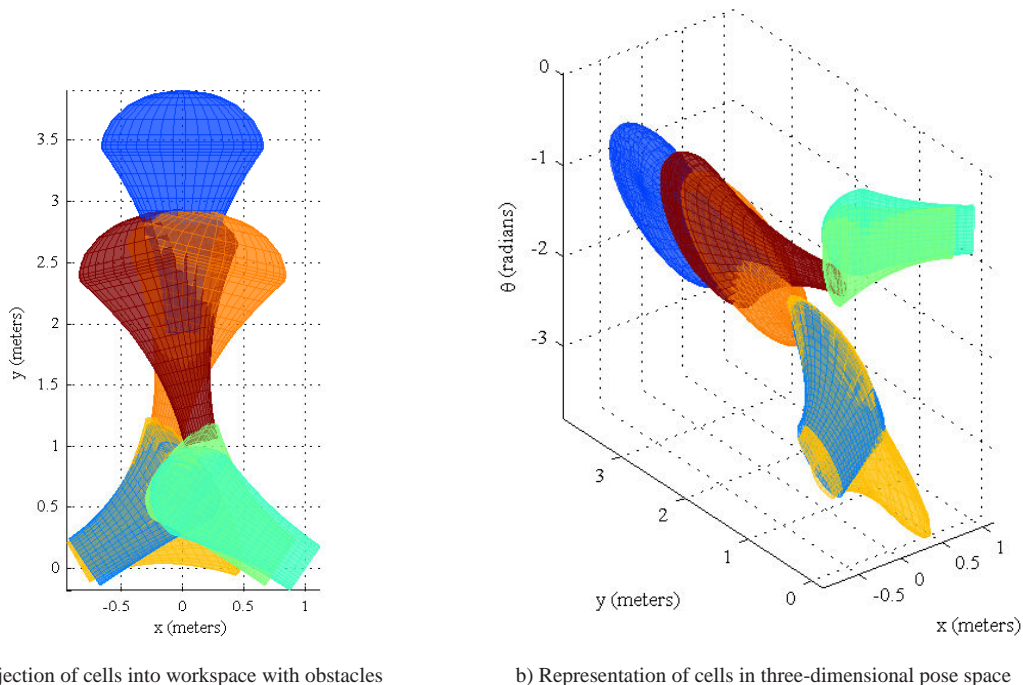 3.5
3
2.5
2
1.5
1
0.5
0
-0.5 0 0.5 1
y (meters)
x (meters)
0
-1
-2
-3
θ (radians)
3
2
1
0
y (meters)
-0.5
0
0.5
1
x (meters)
jection of cells into workspace with obstacles
b) Representation of cells in three-dimensional pose space